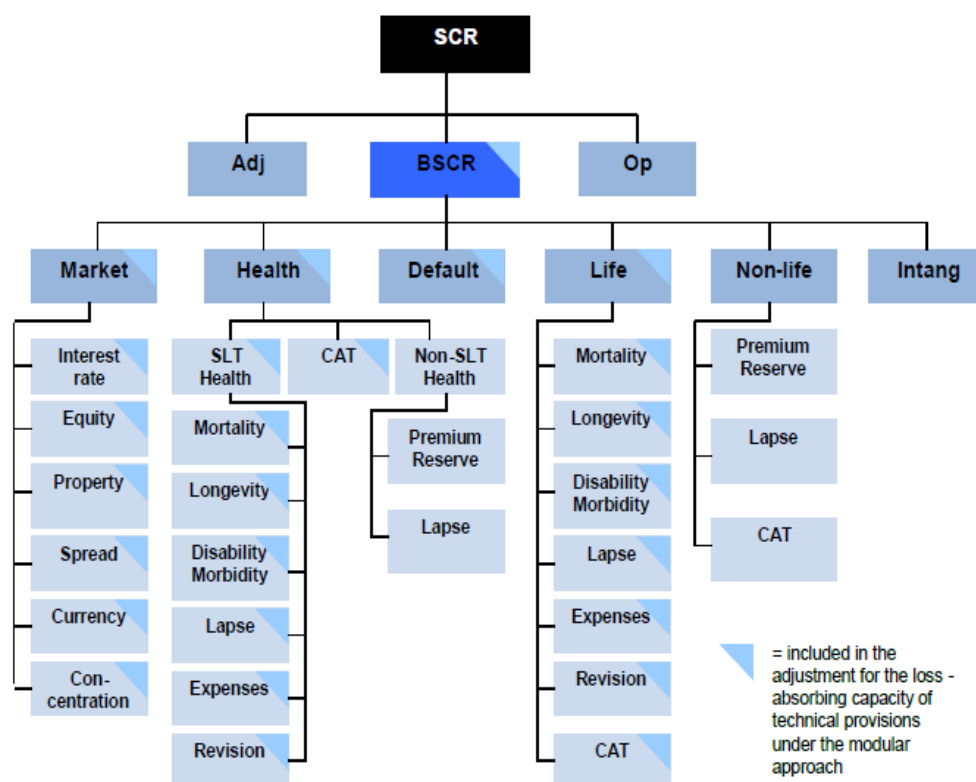 SCR
Adj
BSCR
Op
Market
Health
Default
Life
Non-life
Intang
Interest
rate
Equity
Property
Spread
Currency
Con-
centration
SLT
Health
CAT
Non-SLT
Health
Mortality
Longevity
Disability
Morbidity
Lapse
Expenses
Revision
Premium
Reserve
Lapse
Mortality
Longevity
Disability
Morbidity
Lapse
Expenses
Revision
CAT
Premium
Reserve
Lapse
CAT
= included in the
adjustment for the loss -
absorbing capacity of
technical provisions
under the modular
approach